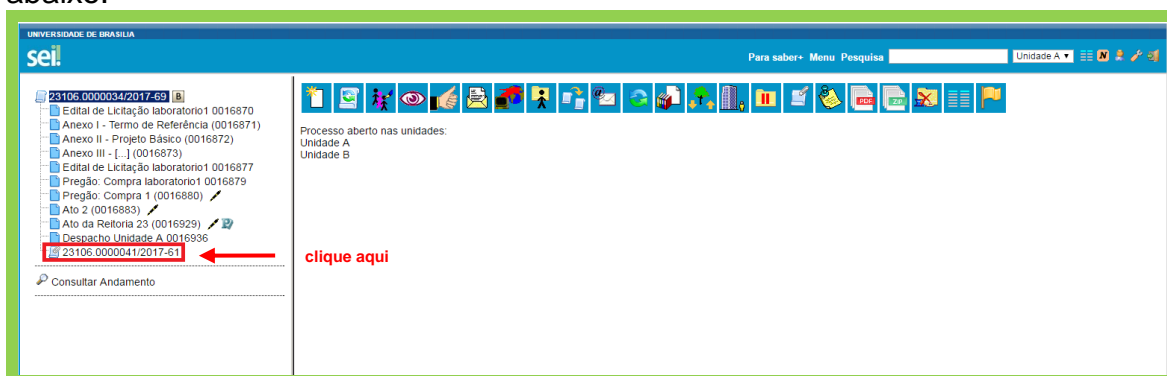 abaixo:
UNIVERSIDADE DE BRASILIA
sei!
Para saber+ Menu Pesquisa Unidade A
N
23106.0000034/2017-69 B
Edital de Licitação laboratorio1 0016870
Anexo I - Termo de Referência (0016871)
Anexo II - Projeto Básico (0016872)
Anexo III - [...] (0016873)
Edital de Licitação laboratorio1 0016877
Pregão: Compra laboratorio1 0016879
Pregão: Compra 1 (0016880)
Ato 2 (0016883)
Ato da Reitoria 23 (0016929)
Despacho Unidade A 0016936
23106.0000041/2017-61
Consultar Andamento
PDF ZIP
Processo aberto nas unidades:
Unidade A
Unidade B
clique aqui